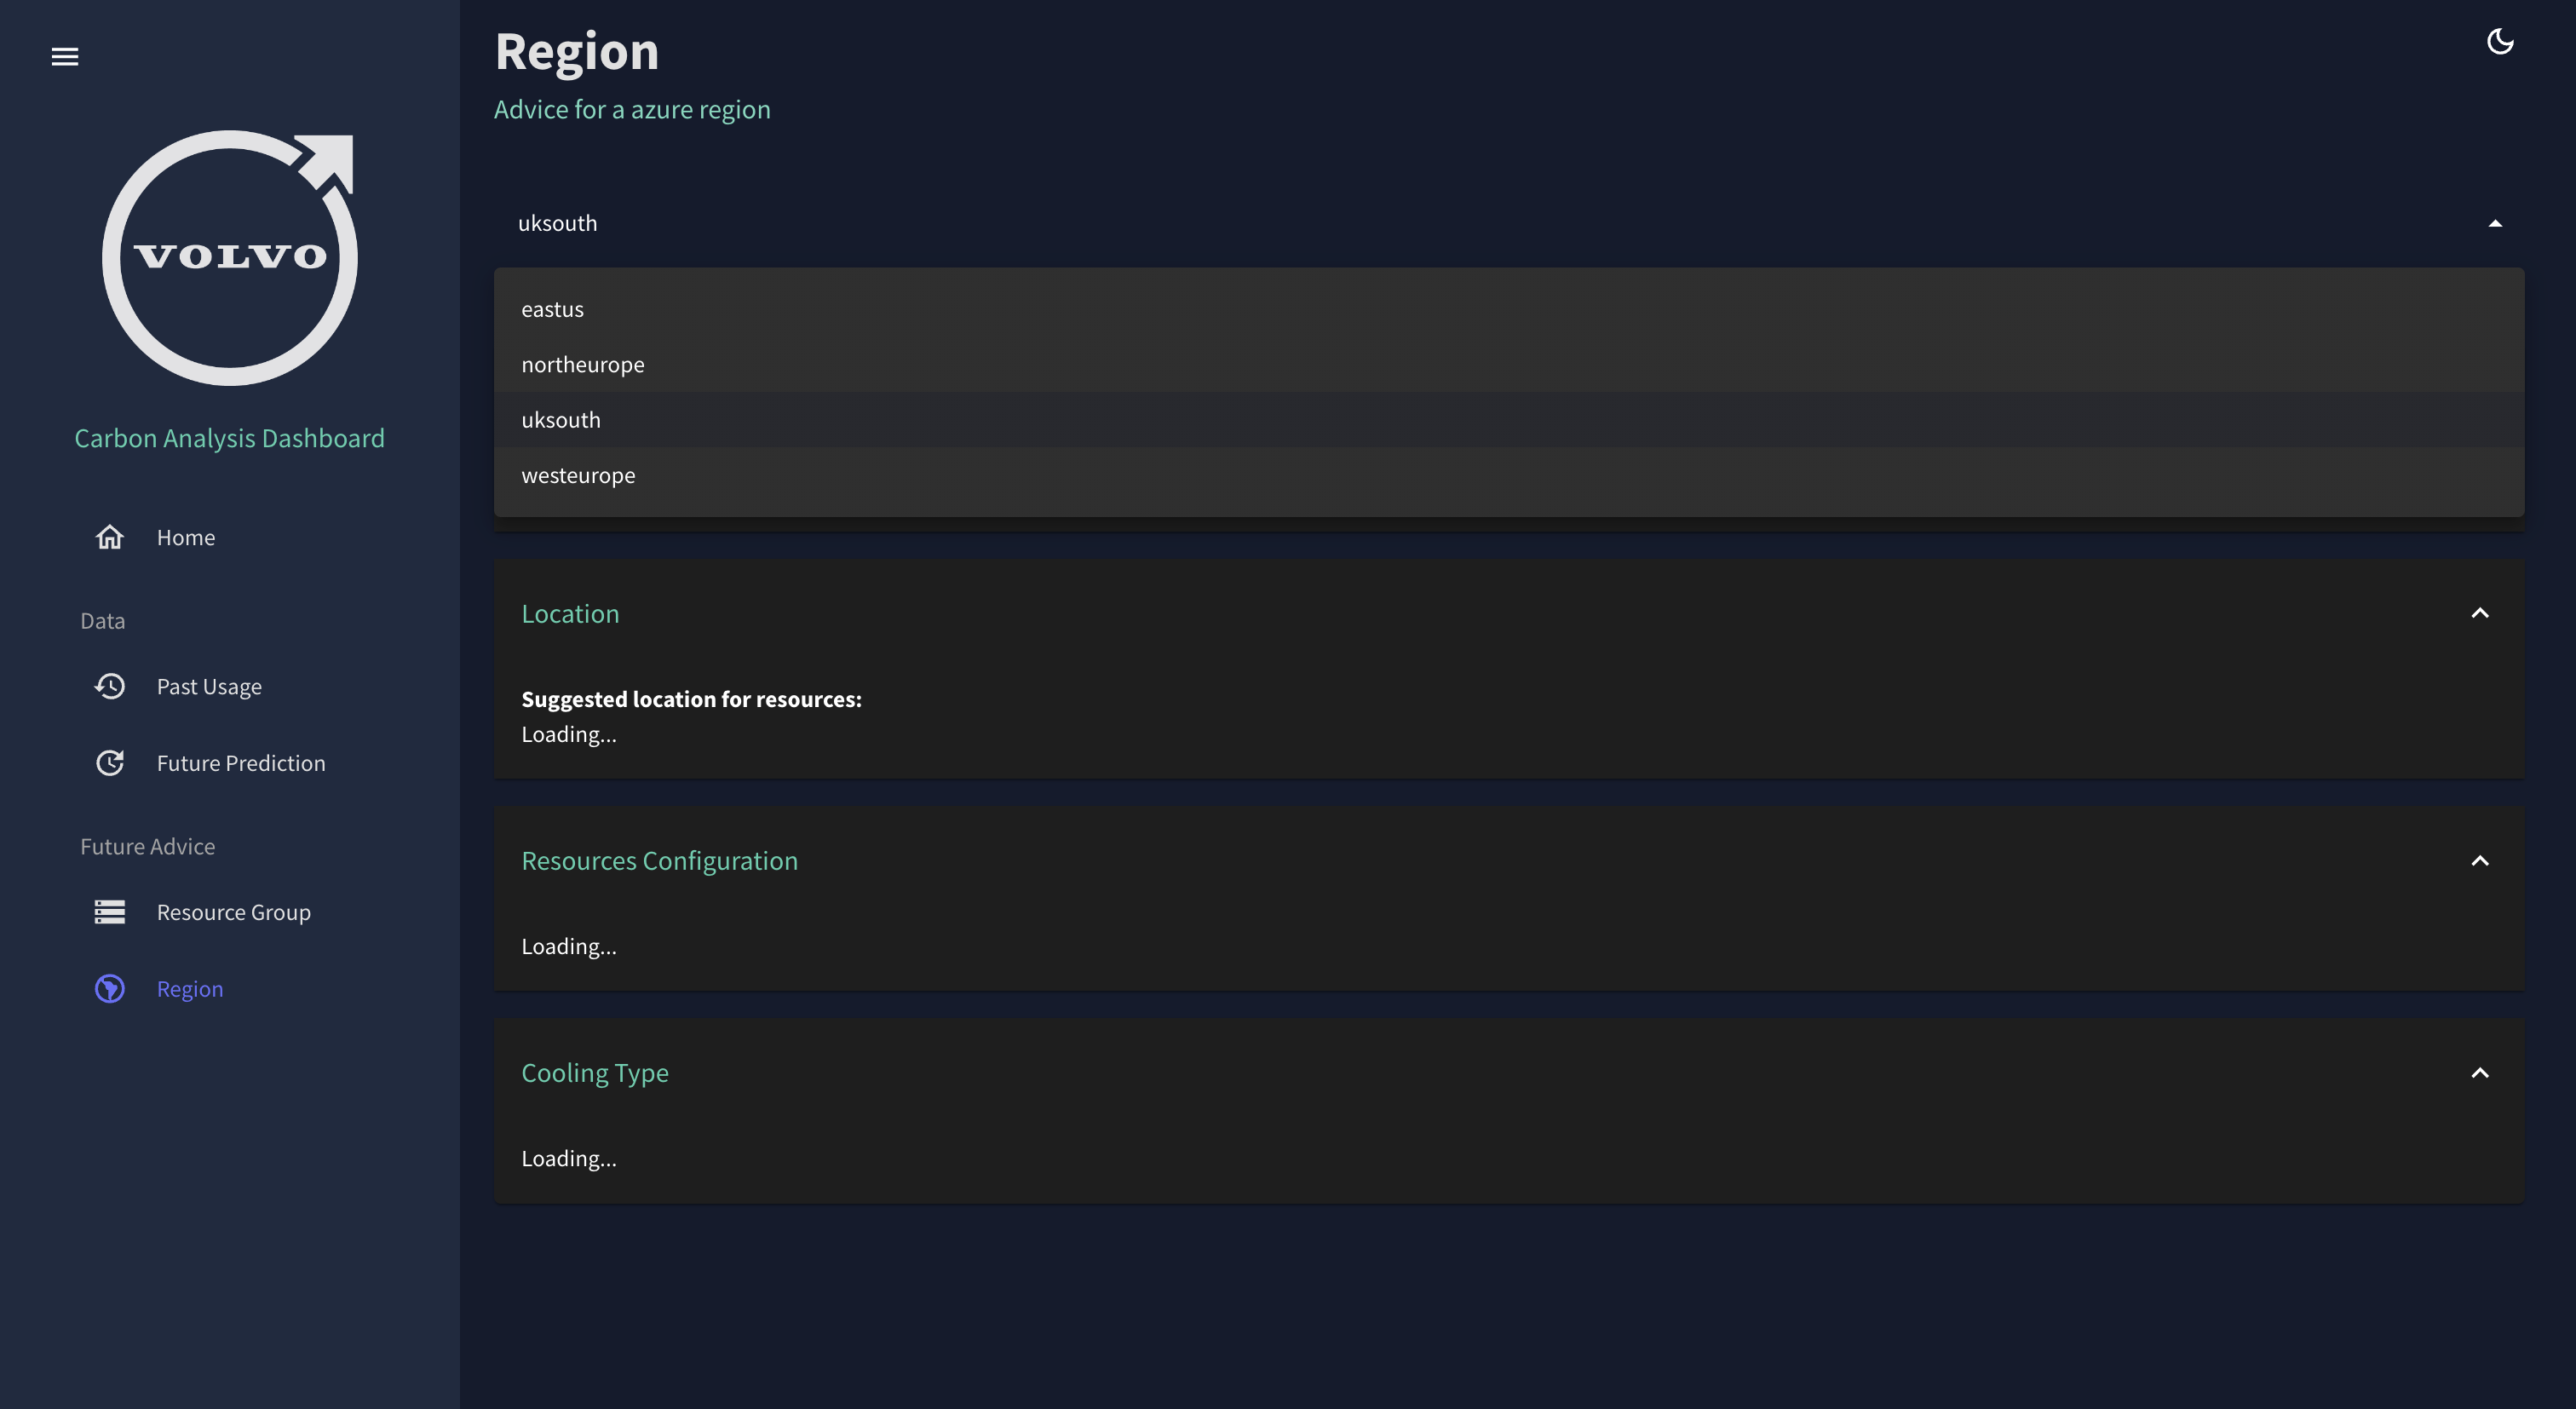 VOLVO
Carbon Analysis Dashboard
Home
Data
Past Usage
Future Prediction
Future Advice
Resource Group
Region
Region
Advice for a azure region
uksouth
eastus
northeurope
uksouth
westeurope
Location
Suggested location for resources:
Loading...
Resources Configuration
Loading...
Cooling Type
Loading...